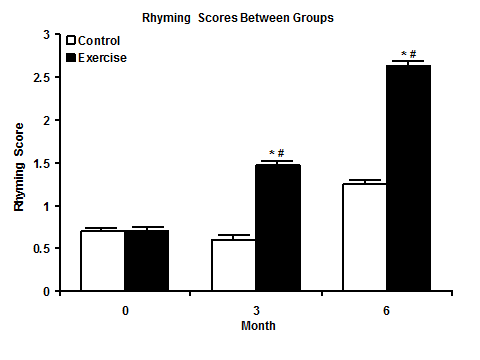 Rhyming Scores Between Groups
Control
Exercise
3
2.5
2
1.5
1
0.5
0
Rhyming Score
* #
* #
0
3
6
Month